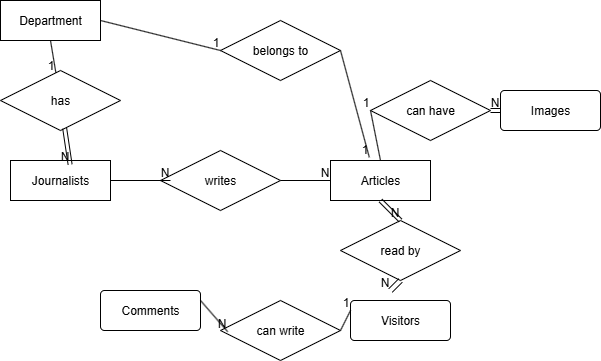 Department
1
belongs to
1
has
1
can have
N
Images
N
Journalists
N
writes
N
1
Articles
N
read by
N
Comments
N
can write
1
Visitors